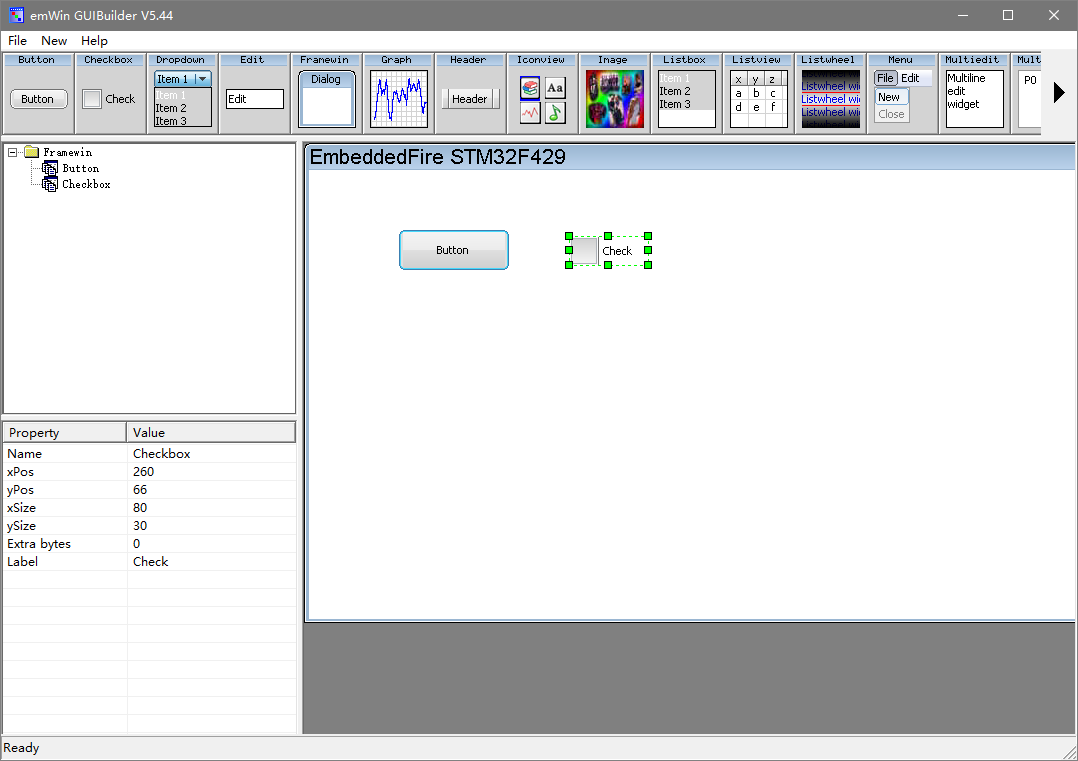 emWin GUIBuilder V5.44
File New Help
Button Checkbox Dropdown Edit Framewin Graph Header Iconview Image Listbox Listview Listwheel Menu Multiedit Mult
Button
Check
Item 1
Item 1
Item 2
Item 3
Edit
Dialog
Header
Aa
Item 1
Item 2
Item 3
x y z
a b c
d e f
Listwheel wi
Listwheel wi
Listwheel wi
File Edit
New
Close
Multiline
edit
widget
P0
Framewin
Button
Checkbox
EmbeddedFire STM32F429
Button
Check
Property Value
Name Checkbox
xPos 260
yPos 66
xSize 80
ySize 30
Extra bytes 0
Label Check
Ready